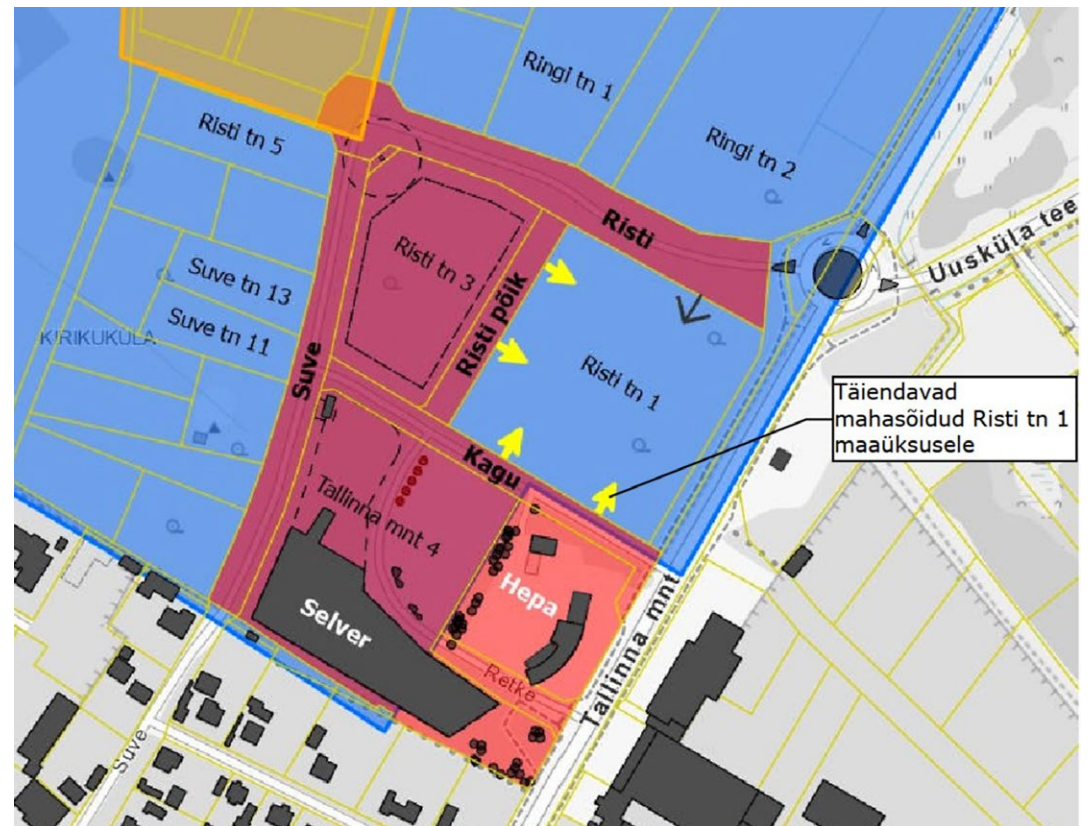 Ringi tn 1
Risti tn 5
Ringi tn 2
Risti
Uusküla tee
Risti tn 3
Suve tn 13
Suve tn 11
KIRIKUKÜLA
Risti põik
Suve
Risti tn 1
Täiendavad
mahasõidud Risti tn 1
maaüksusele
Kagu
Tallinna mnt 4
Hepa
Selver
Tallinna mnt
Retke
Suve